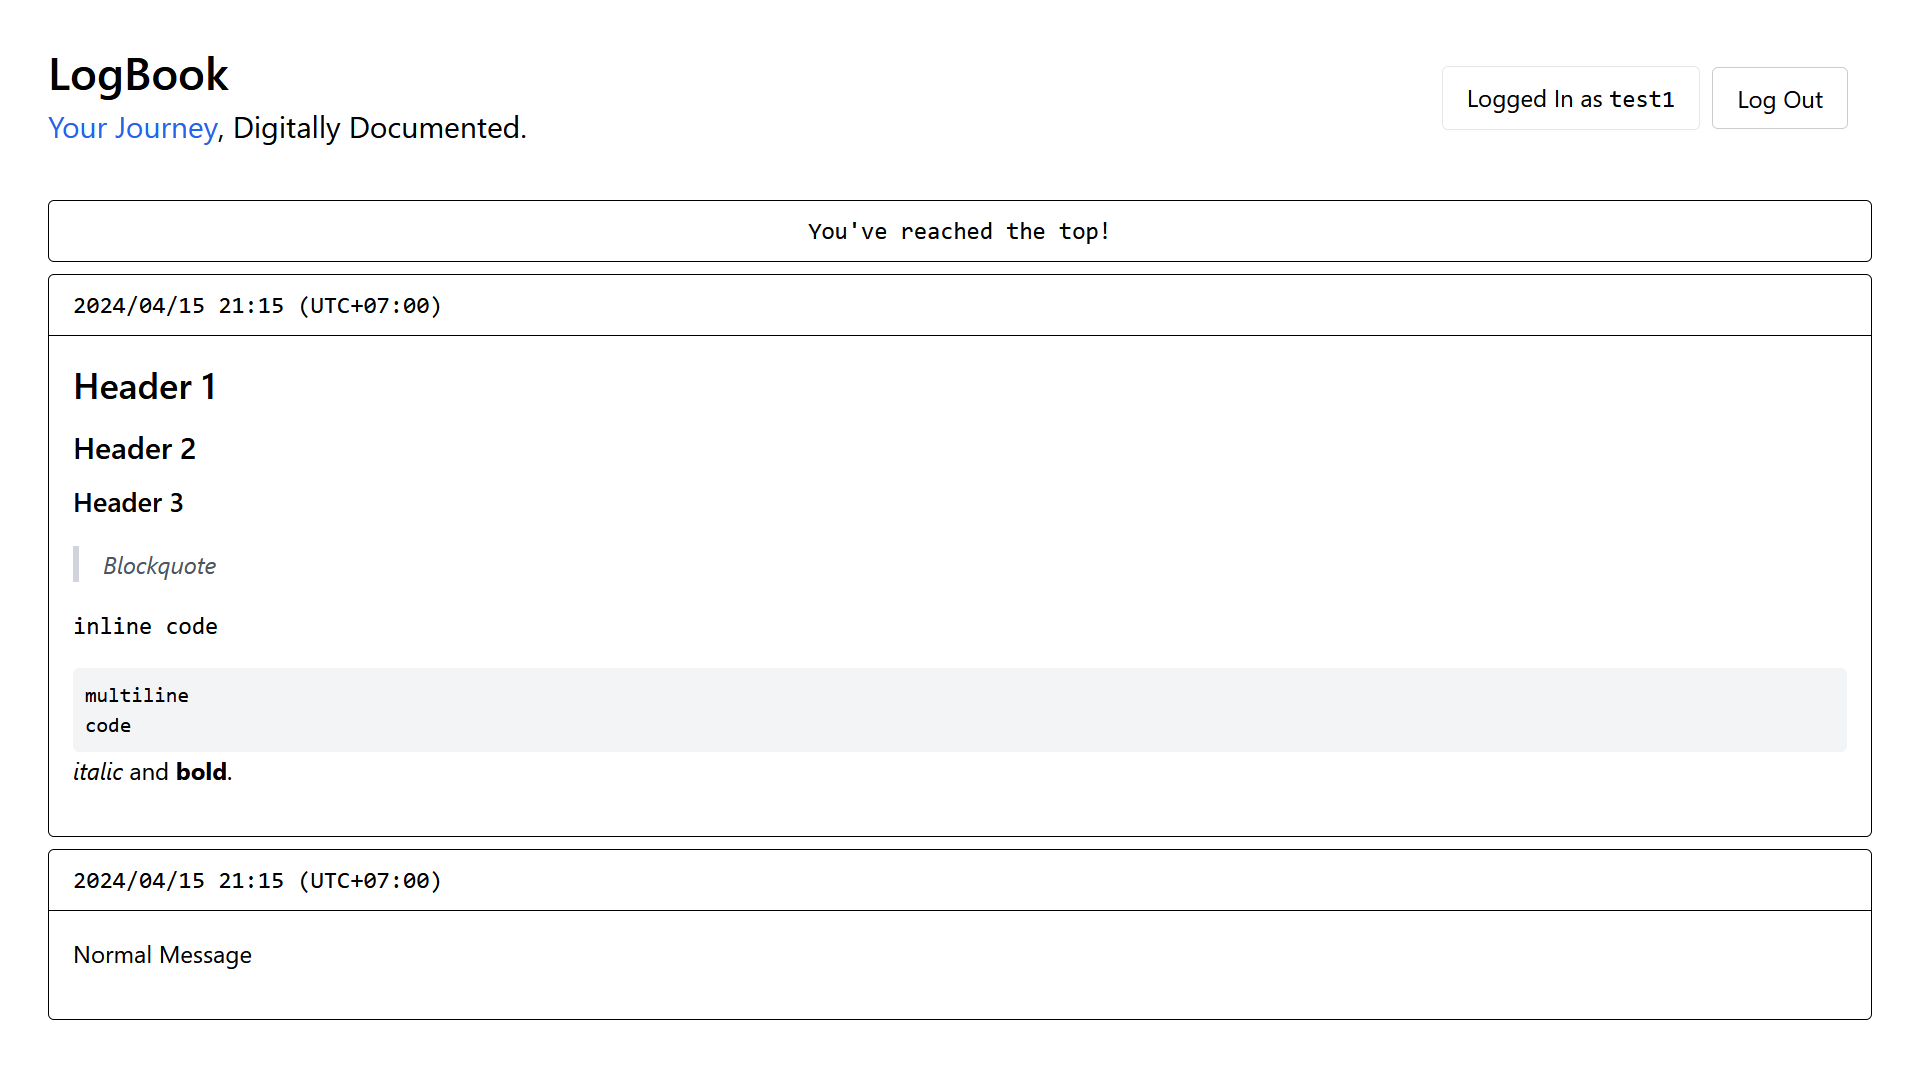 LogBook
Your Journey, Digitally Documented.
Logged In as test1
Log Out
You've reached the top!
2024/04/15 21:15 (UTC+07:00)
Header 1
Header 2
Header 3
Blockquote
inline code
multiline
code
italic and bold.
2024/04/15 21:15 (UTC+07:00)
Normal Message